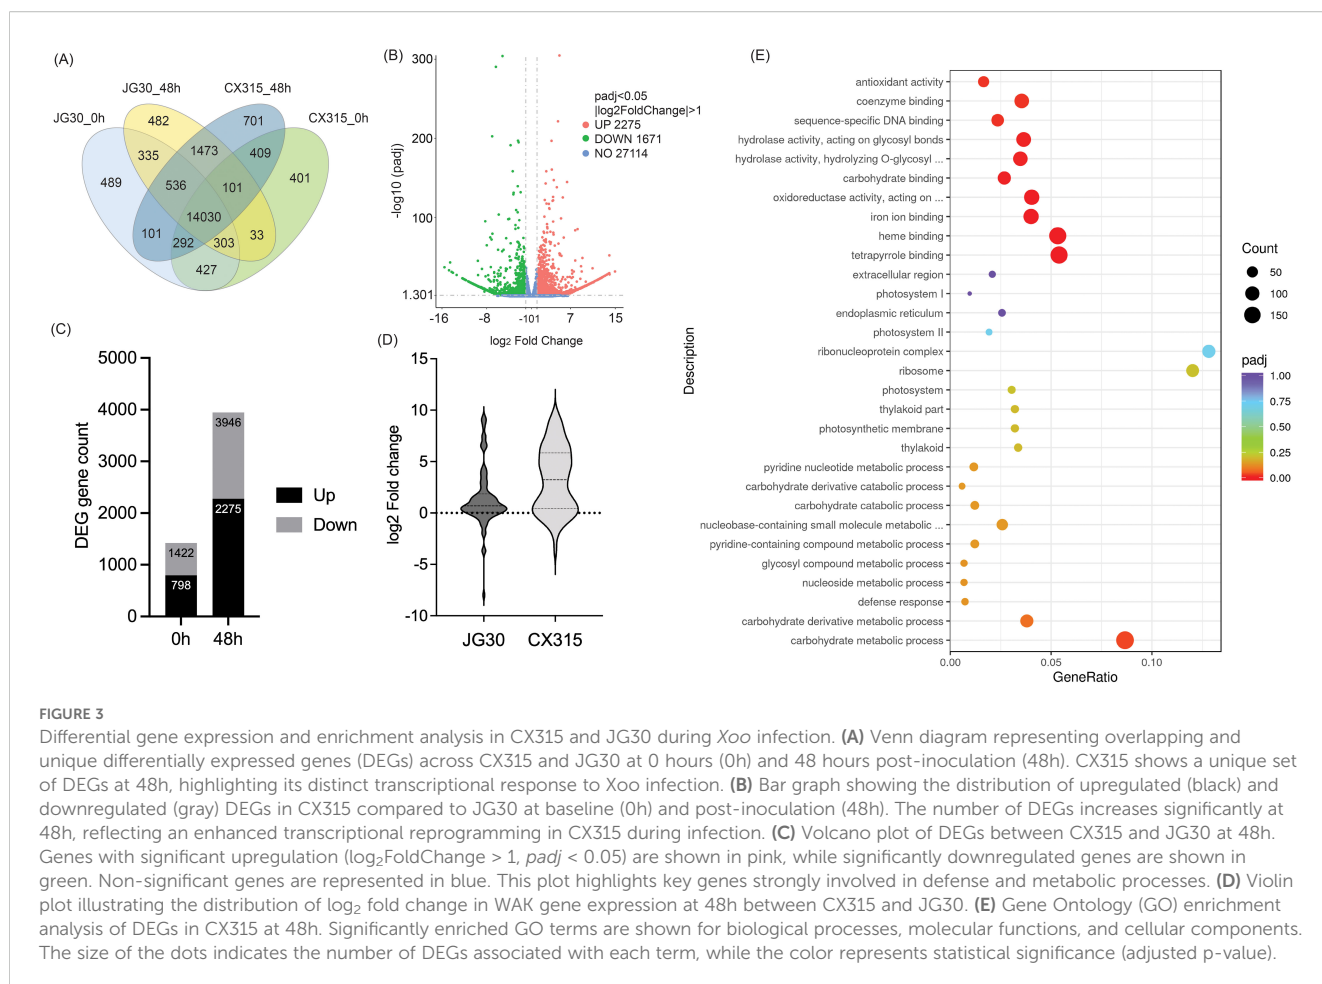 (A)
JG30_48h
CX315_48h
JG30_0h
CX315_0h
482
701
335
1473
409
489
536
101
401
14030
101
292
303
33
427
(B)
300
200
100
1.301
-log10 (padj)
-16
-8
-1 0 1
7
15
log2 Fold Change
padj<0.05
|log2FoldChange|>1
UP 2275
DOWN 1671
NO 27114
(C)
5000
4000
3000
2000
1000
0
DEG gene count
1422
798
3946
2275
0h
48h
Up
Down
(D)
15
10
5
0
-5
-10
log2 Fold change
JG30
CX315
(E)
Description
antioxidant activity
coenzyme binding
sequence-specific DNA binding
hydrolase activity, acting on glycosyl bonds
hydrolase activity, hydrolyzing O-glycosyl ...
carbohydrate binding
oxidoreductase activity, acting on ...
iron ion binding
heme binding
tetrapyrrole binding
extracellular region
photosystem I
endoplasmic reticulum
photosystem II
ribonucleoprotein complex
ribosome
photosystem
thylakoid part
photosynthetic membrane
thylakoid
pyridine nucleotide metabolic process
carbohydrate derivative catabolic process
carbohydrate catabolic process
nucleobase-containing small molecule metabolic ...
pyridine-containing compound metabolic process
glycosyl compound metabolic process
nucleoside metabolic process
defense response
carbohydrate derivative metabolic process
carbohydrate metabolic process
0.00
0.05
0.10
GeneRatio
Count
50
100
150
padj
1.00
0.75
0.50
0.25
0.00
FIGURE 3
Differential gene expression and enrichment analysis in CX315 and JG30 during Xoo infection. (A) Venn diagram representing overlapping and
unique differentially expressed genes (DEGs) across CX315 and JG30 at 0 hours (0h) and 48 hours post-inoculation (48h). CX315 shows a unique set
of DEGs at 48h, highlighting its distinct transcriptional response to Xoo infection. (B) Bar graph showing the distribution of upregulated (black) and
downregulated (gray) DEGs in CX315 compared to JG30 at baseline (0h) and post-inoculation (48h). The number of DEGs increases significantly at
48h, reflecting an enhanced transcriptional reprogramming in CX315 during infection. (C) Volcano plot of DEGs between CX315 and JG30 at 48h.
Genes with significant upregulation (log₂FoldChange > 1, padj < 0.05) are shown in pink, while significantly downregulated genes are shown in
green. Non-significant genes are represented in blue. This plot highlights key genes strongly involved in defense and metabolic processes. (D) Violin
plot illustrating the distribution of log₂ fold change in WAK gene expression at 48h between CX315 and JG30. (E) Gene Ontology (GO) enrichment
analysis of DEGs in CX315 at 48h. Significantly enriched GO terms are shown for biological processes, molecular functions, and cellular components.
The size of the dots indicates the number of DEGs associated with each term, while the color represents statistical significance (adjusted p-value).